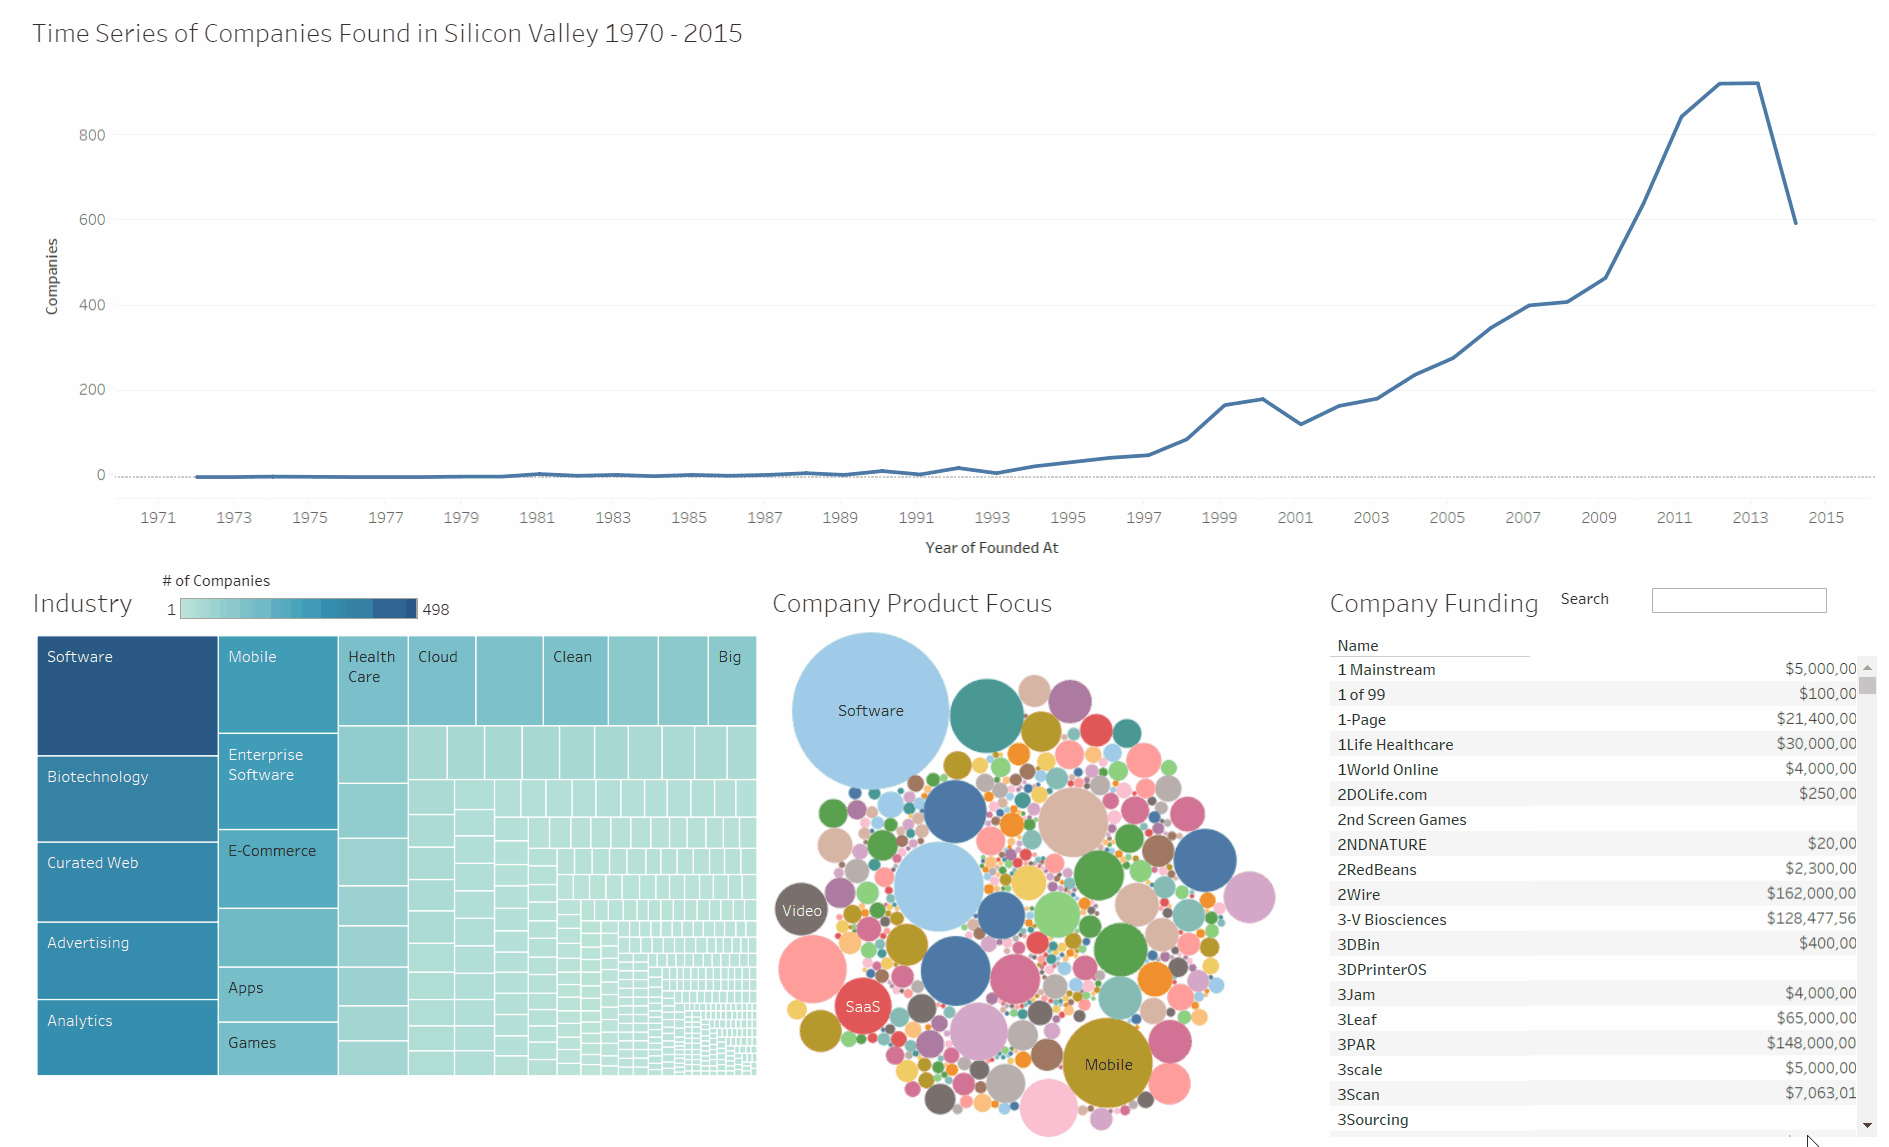 Time Series of Companies Found in Silicon Valley 1970 - 2015
800
600
400
200
0
Companies
1971 1973 1975 1977 1979 1981 1983 1985 1987 1989 1991 1993 1995 1997 1999 2001 2003 2005 2007 2009 2011 2013 2015
Year of Founded At
# of Companies
Industry
1
498
Software
Biotechnology
Curated Web
Advertising
Analytics
Mobile
Enterprise
Software
E-Commerce
Apps
Games
Health
Care
Cloud
Clean
Big
Company Product Focus
Software
Video
SaaS
Mobile
Company Funding
Search
Name
1 Mainstream $5,000,00
1 of 99 $100,00
1-Page $21,400,00
1Life Healthcare $30,000,00
1World Online $4,000,00
2DOLife.com $250,00
2nd Screen Games
2NDNATURE $20,00
2RedBeans $2,300,00
2Wire $162,000,00
3-V Biosciences $128,477,56
3DBin $400,00
3DPrinterOS
3Jam $4,000,00
3Leaf $65,000,00
3PAR $148,000,00
3scale $5,000,00
3Scan $7,063,01
3Sourcing